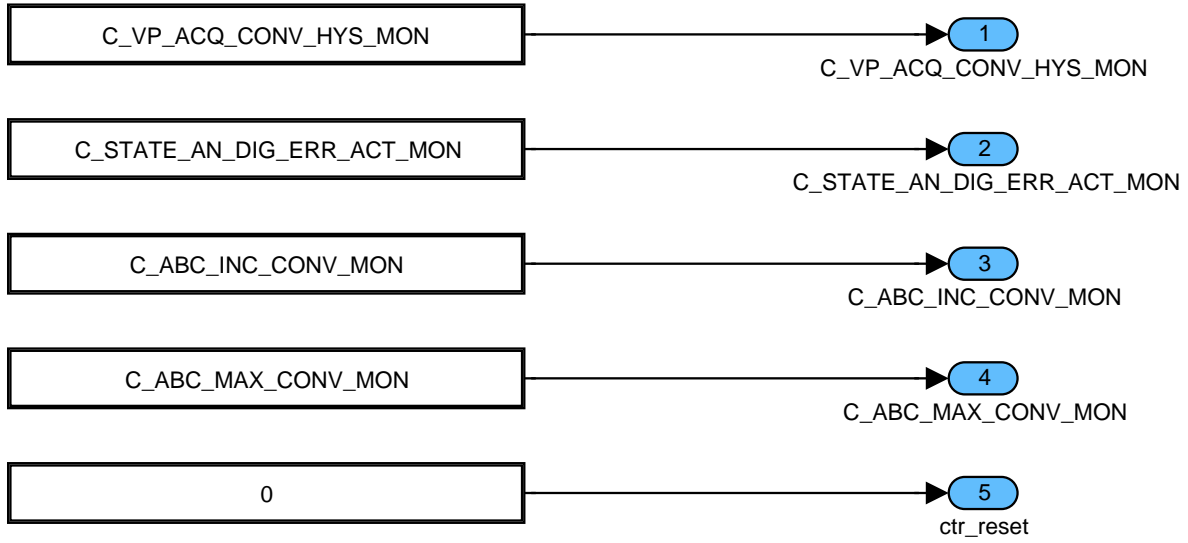 C_VP_ACQ_CONV_HYS_MON
1
C_VP_ACQ_CONV_HYS_MON
C_STATE_AN_DIG_ERR_ACT_MON
2
C_STATE_AN_DIG_ERR_ACT_MON
C_ABC_INC_CONV_MON
3
C_ABC_INC_CONV_MON
C_ABC_MAX_CONV_MON
4
C_ABC_MAX_CONV_MON
0
5
ctr_reset